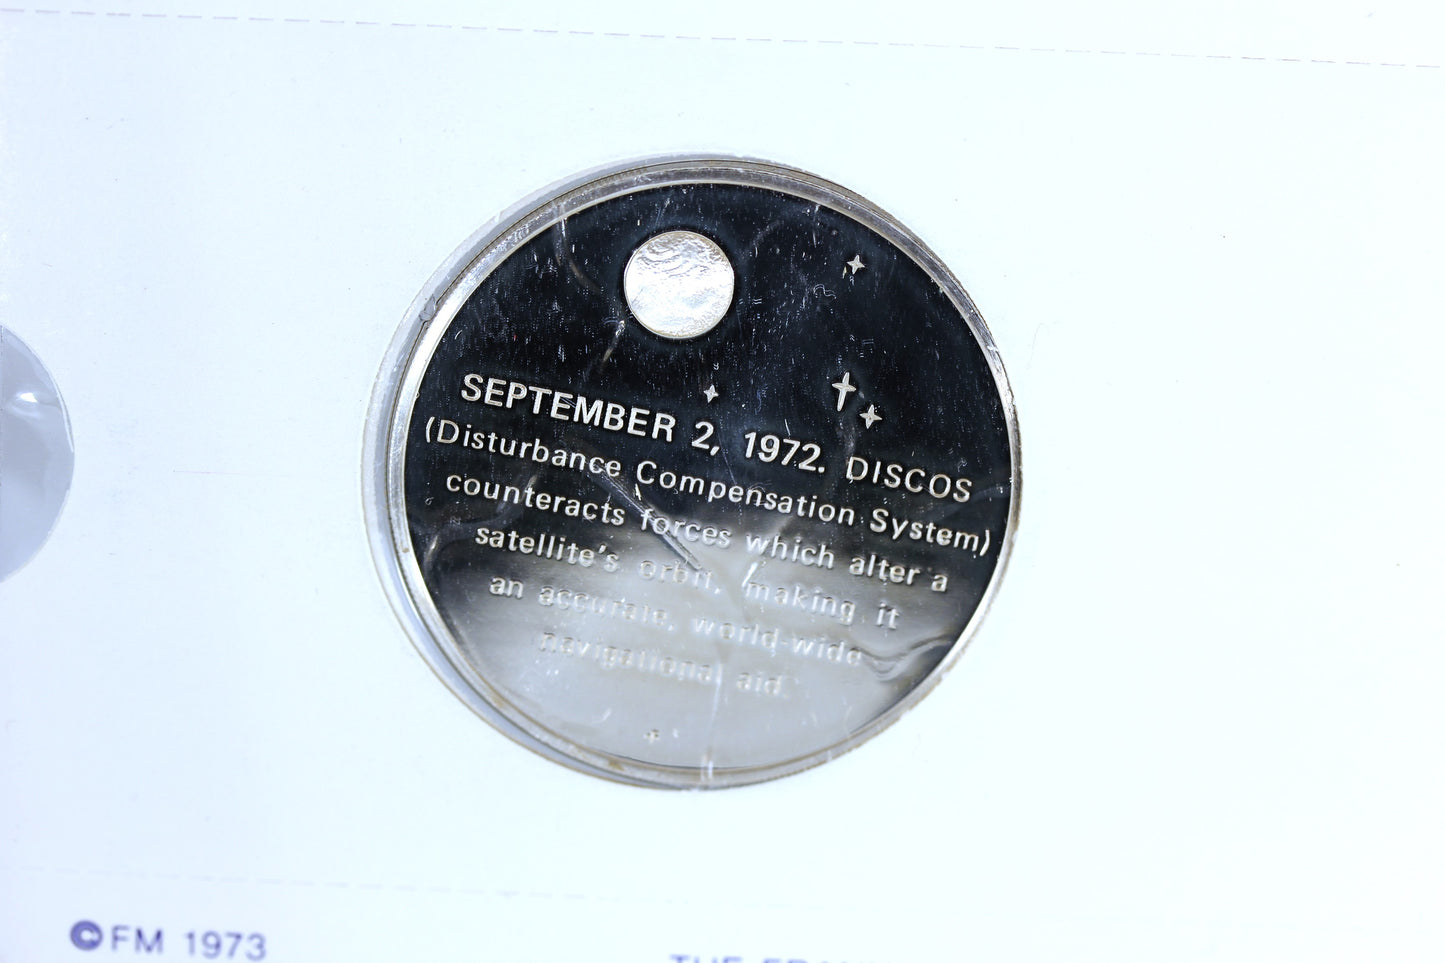 SEPTEMBER 2, 1972. DISCOS
(Disturbance Compensation System)
counteracts forces which alter a
satellite's orbit, making it
an accurate, world-wide
navigational aid.
©FM 1973
THE